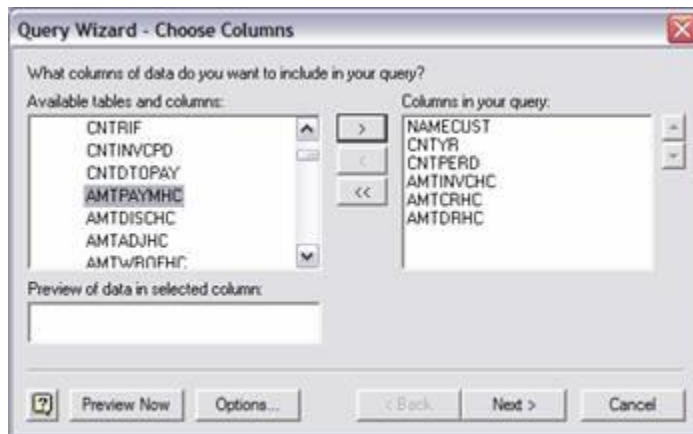 Query Wizard - Choose Columns
What columns of data do you want to include in your query?
Available tables and columns:
CNTRIF
CNTINVCPD
CNTDTOPAY
AMTPAYMHC
AMTDISCHC
AMTADJHC
AMTWROFHC
>
<
<<
Columns in your query:
NAMECUST
CNTYR
CNTPERD
AMTINVCHC
AMTCRHC
AMTDRHC
Preview of data in selected column:
?
Preview Now
Options...
< Back
Next >
Cancel